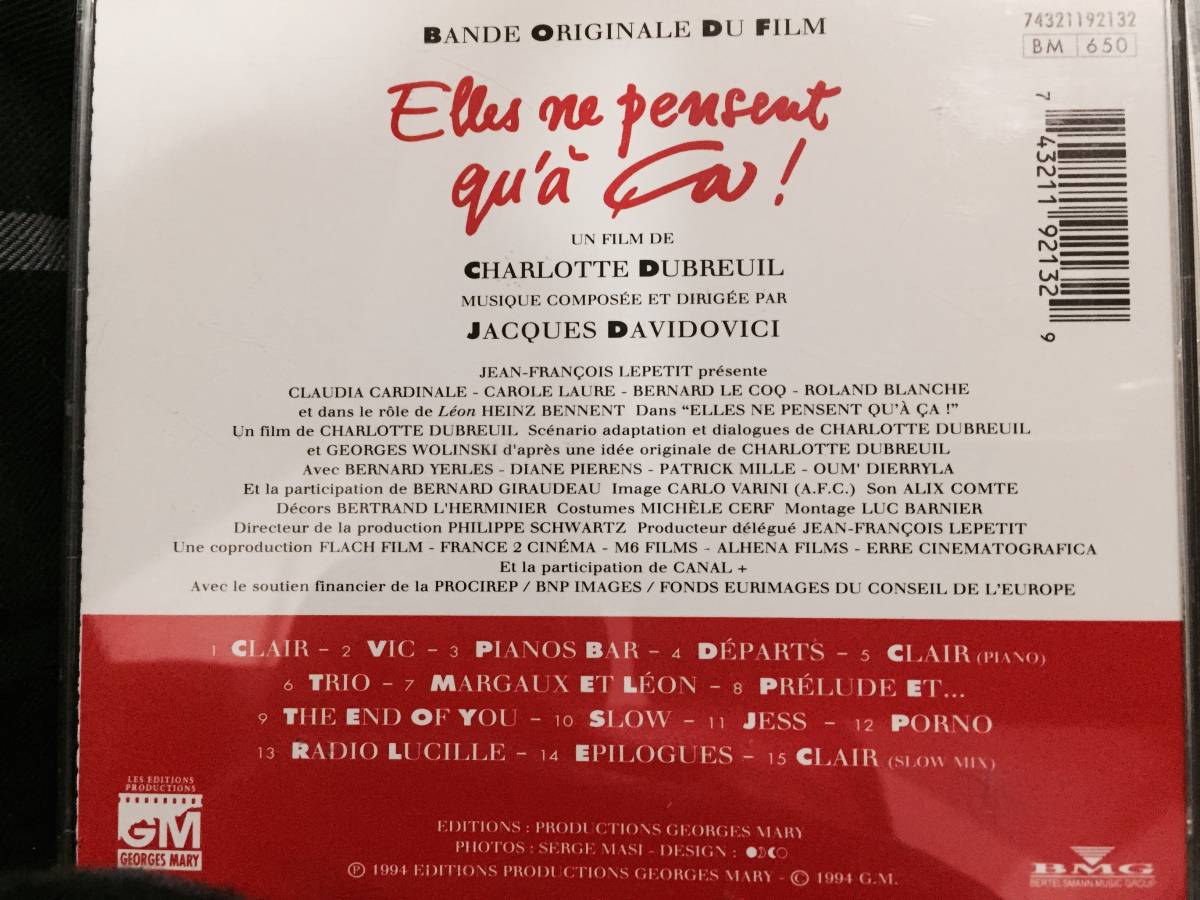 BANDE ORIGINALE DU FILM
74321192132
BM 650
Elles ne pensent
qu'à ça !
7 43211 92132 9
UN FILM DE
CHARLOTTE DUBREUIL
MUSIQUE COMPOSÉE ET DIRIGÉE PAR
JACQUES DAVIDOVICI
JEAN-FRANÇOIS LEPETIT présente
CLAUDIA CARDINALE - CAROLE LAURE - BERNARD LE COQ - ROLAND BLANCHE
et dans le rôle de Léon HEINZ BENNENT Dans “ELLES NE PENSENT QU'À ÇA !”
Un film de CHARLOTTE DUBREUIL Scénario adaptation et dialogues de CHARLOTTE DUBREUIL
et GEORGES WOLINSKI d'après une idée originale de CHARLOTTE DUBREUIL
Avec BERNARD YERLES - DIANE PIERENS - PATRICK MILLE - OUM' DIERRYLA
Et la participation de BERNARD GIRAUDEAU Image CARLO VARINI (A.F.C.) Son ALIX COMTE
Décors BERTRAND L'HERMINIER Costumes MICHÈLE CERF Montage LUC BARNIER
Directeur de la production PHILIPPE SCHWARTZ Producteur délégué JEAN-FRANÇOIS LEPETIT
Une coproduction FLACH FILM - FRANCE 2 CINÉMA - M6 FILMS - ALHENA FILMS - ERRE CINEMATOGRAFICA
Et la participation de CANAL +
Avec le soutien financier de la PROCIREP / BNP IMAGES / FONDS EURIMAGES DU CONSEIL DE L'EUROPE
1 CLAIR - 2 VIC - 3 PIANOS BAR - 4 DÉPARTS - 5 CLAIR (PIANO)
6 TRIO - 7 MARGAUX ET LÉON - 8 PRÉLUDE ET...
9 THE END OF YOU - 10 SLOW - 11 JESS - 12 PORNO
13 RADIO LUCILLE - 14 EPILOGUES - 15 CLAIR (SLOW MIX)
LES EDITIONS
PRODUCTIONS
GM
GEORGES MARY
EDITIONS : PRODUCTIONS GEORGES MARY
PHOTOS : SERGE MASI - DESIGN :
℗ 1994 EDITIONS PRODUCTIONS GEORGES MARY - © 1994 G.M.
BMG
BERTELSMANN MUSIC GROUP